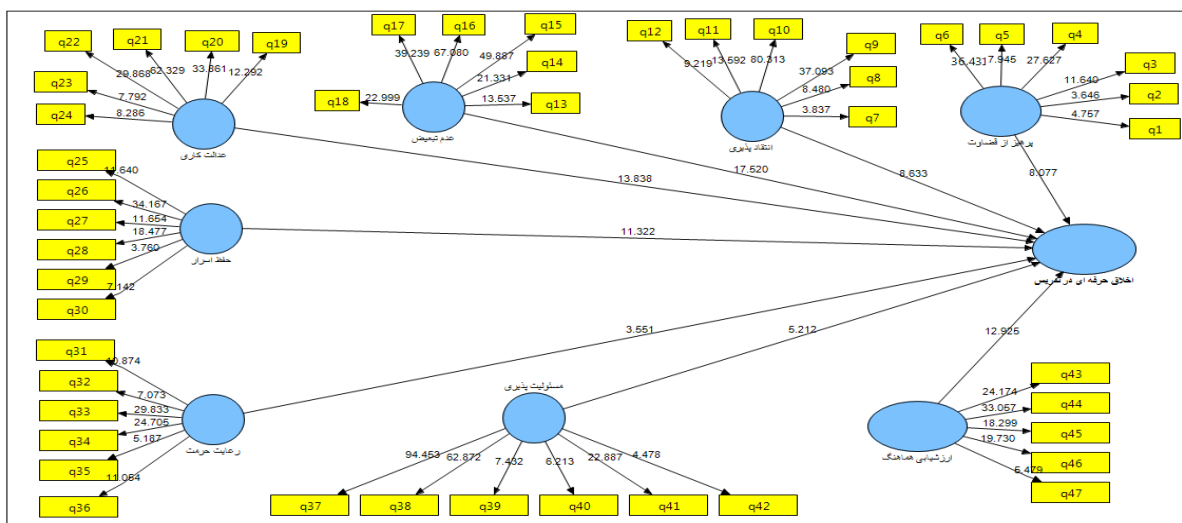 q22
q21
q20
q19
29.868
62.329
33.861
12.292
q23
7.792
q24
8.286
عدالت کاری
q17
q16
q15
39.239
67.080
49.887
q14
21.331
q18
22.999
13.537
q13
عدم تبعیض
q12
q11
q10
9.219
13.592
80.313
q9
37.093
q8
8.480
q7
3.837
انتقاد پذیری
q6
q5
q4
36.431
7.945
27.627
q3
11.640
q2
3.646
q1
4.757
پرهیز از قضاوت
13.838
17.520
8.633
8.077
q25
11.640
q26
34.167
q27
11.654
q28
18.477
q29
3.760
q30
7.142
حفظ اسرار
11.322
اخلاق حرفه ای در تدریس
3.551
5.212
12.925
q31
10.874
q32
7.073
q33
29.833
q34
24.705
q35
5.187
q36
11.054
رعایت حرمت
مسئولیت پذیری
94.453
62.872
7.432
6.213
22.887
4.478
q37
q38
q39
q40
q41
q42
q43
24.174
q44
33.057
q45
18.299
q46
19.730
q47
5.479
ارزشیابی هماهنگ